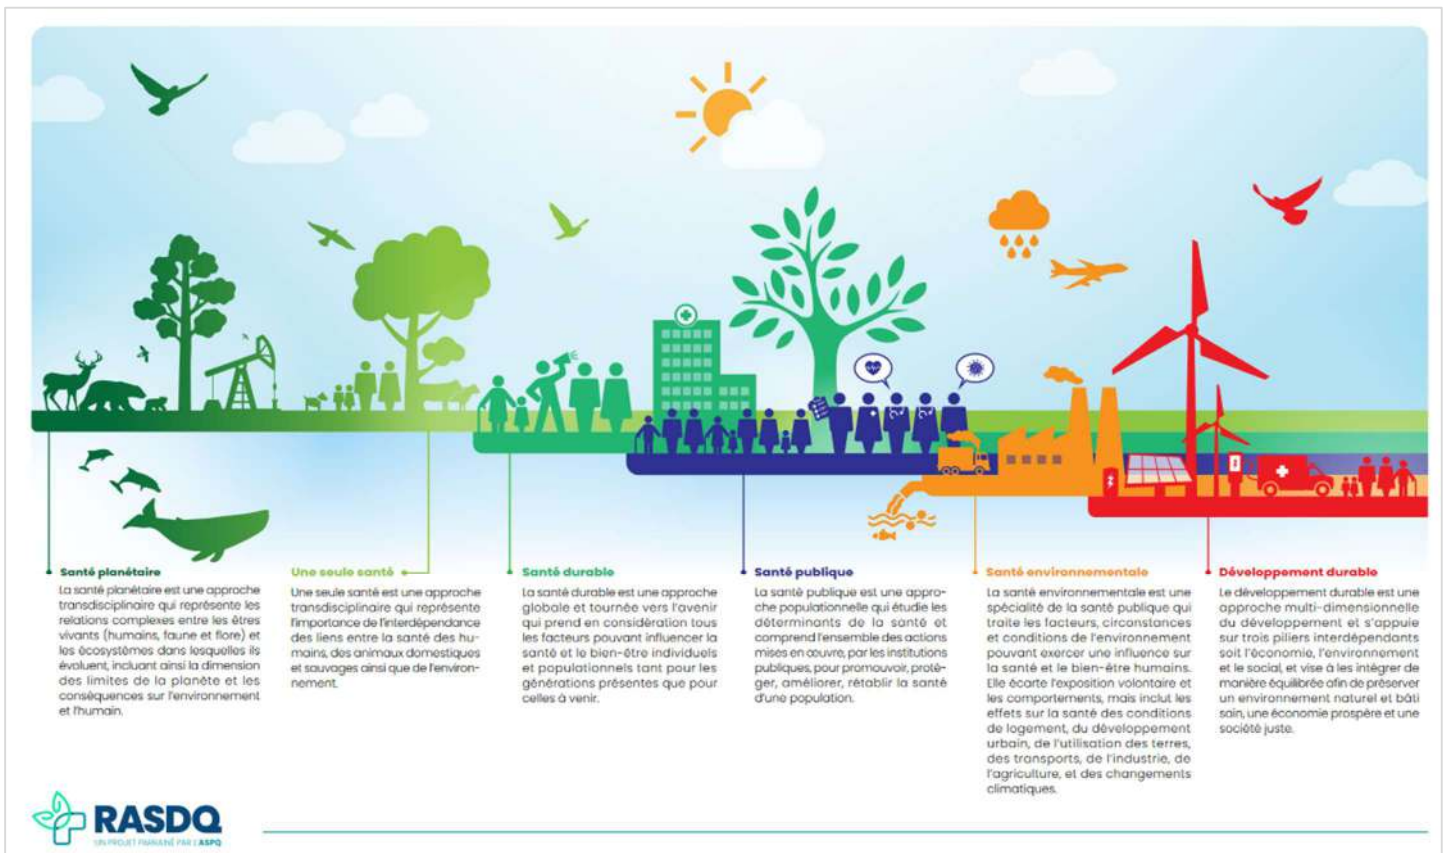 Santé planétaire
La santé planétaire est une approche
transdisciplinaire qui représente les
relations complexes entre les êtres
vivants (humains, faune et flore) et
les écosystèmes dans lesquelles ils
évoluent, incluant ainsi la dimension
des limites de la planète et les
conséquences sur l'environnement
et l'humain.
Une seule santé
Une seule santé est une approche
transdisciplinaire qui représente
l'importance de l'interdépendance
des liens entre la santé des hu-
mains, des animaux domestiques
et sauvages ainsi que de l'environ-
nement.
Santé durable
La santé durable est une approche
globale et tournée vers l'avenir
qui prend en considération tous
les facteurs pouvant influencer la
santé et le bien-être individuels
et populationnels tant pour les
générations présentes que pour
celles à venir.
Santé publique
La santé publique est une appro-
che populationnelle qui étudie les
déterminants de la santé et
comprend l'ensemble des actions
mises en œuvre, par les institutions
publiques, pour promouvoir, proté-
ger, améliorer, rétablir la santé
d'une population.
Santé environnementale
La santé environnementale est une
spécialité de la santé publique qui
traite les facteurs, circonstances
et conditions de l'environnement
pouvant exercer une influence sur
la santé et le bien-être humains.
Elle écarte l'exposition volontaire et
les comportements, mais inclut les
effets sur la santé des conditions
de logement, du développement
urbain, de l'utilisation des terres,
des transports, de l'industrie, de
l'agriculture, et des changements
climatiques.
Développement durable
Le développement durable est une
approche multi-dimensionnelle
du développement et s'appuie
sur trois piliers interdépendants
soit l'économie, l'environnement
et le social, et vise à les intégrer de
manière équilibrée afin de préserver
un environnement naturel et bâti
sain, une économie prospère et une
société juste.
RASDQ
UN PROJET PARRAINÉ PAR L'ASPQ